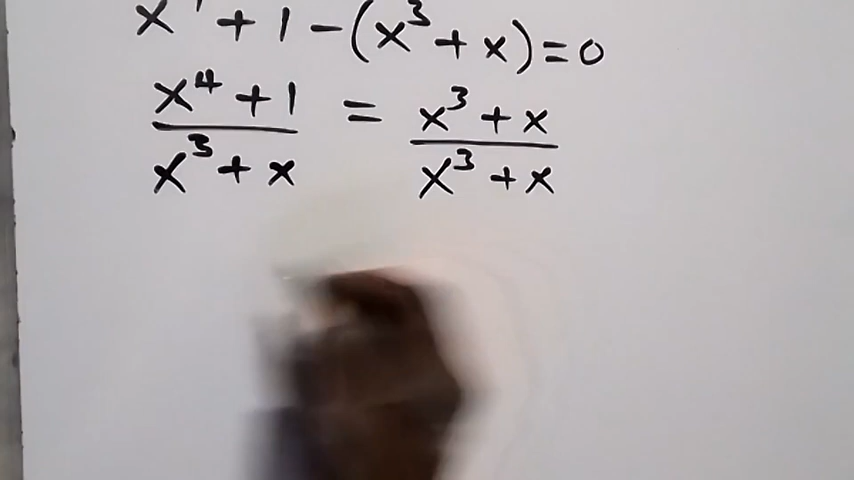 x⁴ + 1 - (x³ + x) = 0
x⁴ + 1 = x³ + x
x³ + x x³ + x